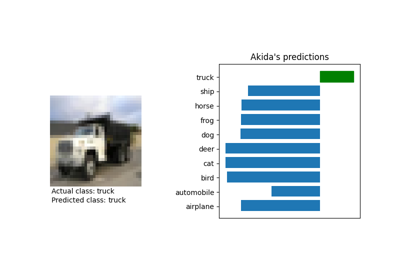 Akida's predictions
truck
ship
horse
frog
dog
deer
cat
bird
automobile
airplane
Actual class: truck
Predicted class: truck